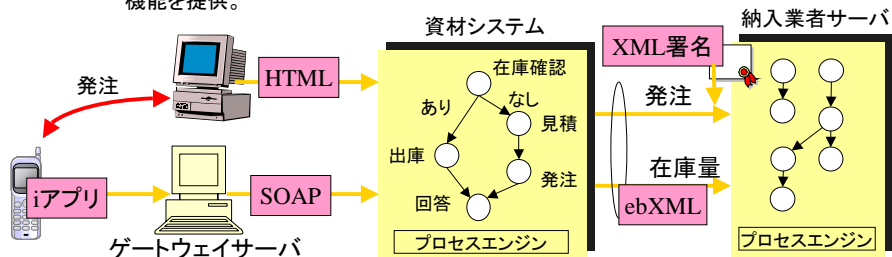 機能を提供。
資材システム
納入業者サーバ
XML署名
発注
HTML
在庫確認
あり
なし
発注
見積
出庫
iアプリ
SOAP
発注
在庫量
回答
ebXML
ゲートウェイサーバ
プロセスエンジン
プロセスエンジン